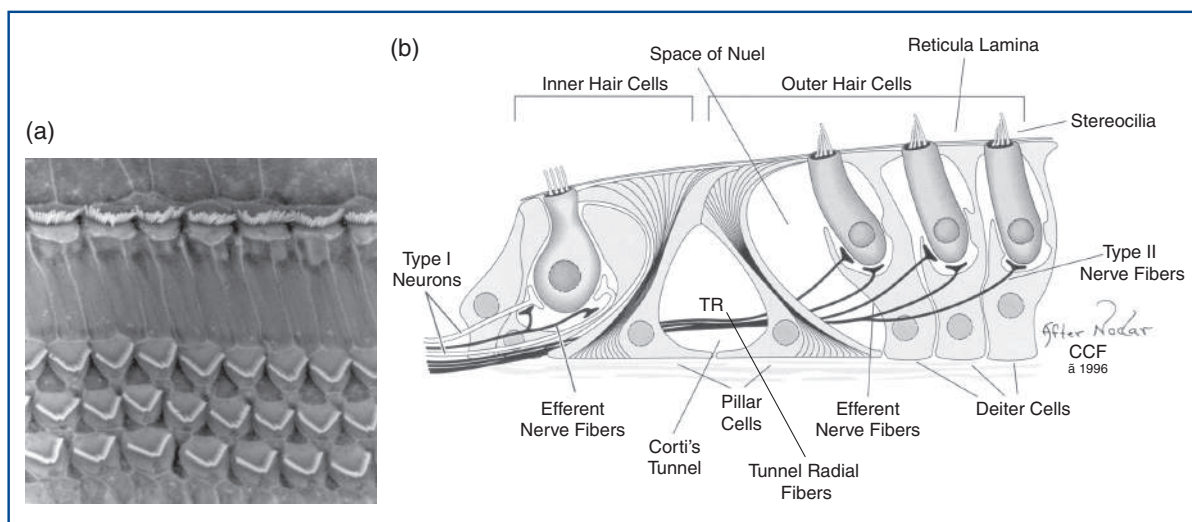 (a)
(b)
Space of Nuel
Reticula Lamina
Inner Hair Cells
Outer Hair Cells
Stereocilia
Type I
Neurons
Type II
Nerve Fibers
TR
After Nodar
CCF
ã 1996
Efferent
Nerve Fibers
Corti's
Tunnel
Pillar
Cells
Tunnel Radial
Fibers
Efferent
Nerve Fibers
Deiter Cells